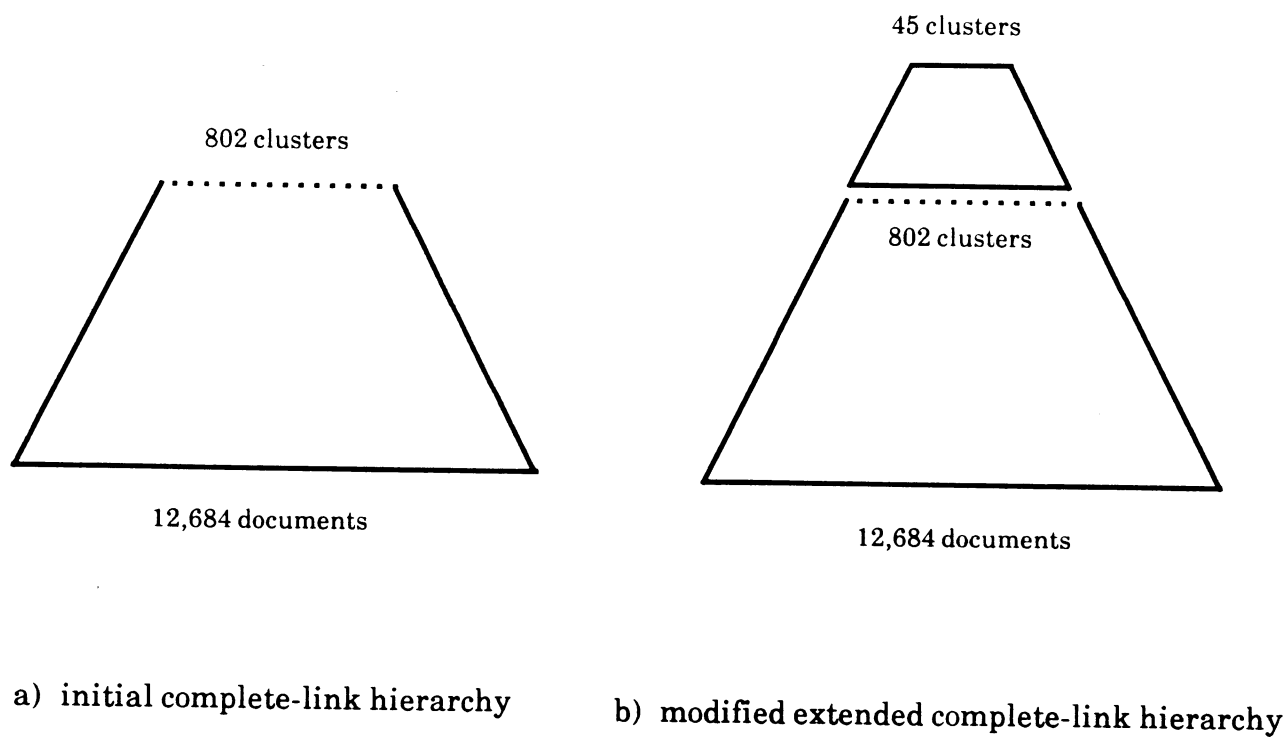 802 clusters
12,684 documents
a) initial complete-link hierarchy
45 clusters
802 clusters
12,684 documents
b) modified extended complete-link hierarchy